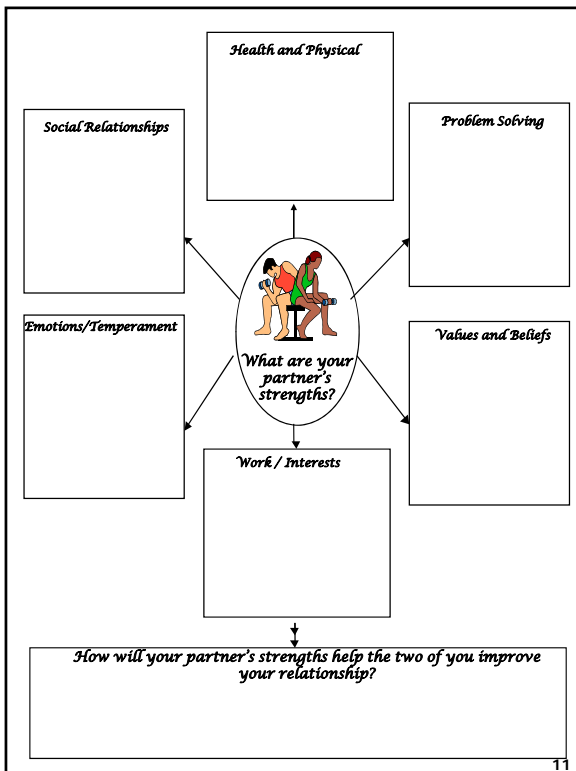 Health and Physical
Social Relationships
Problem Solving
What are your
partner's
strengths?
Emotions/Temperament
Values and Beliefs
Work / Interests
How will your partner's strengths help the two of you improve
your relationship?
11